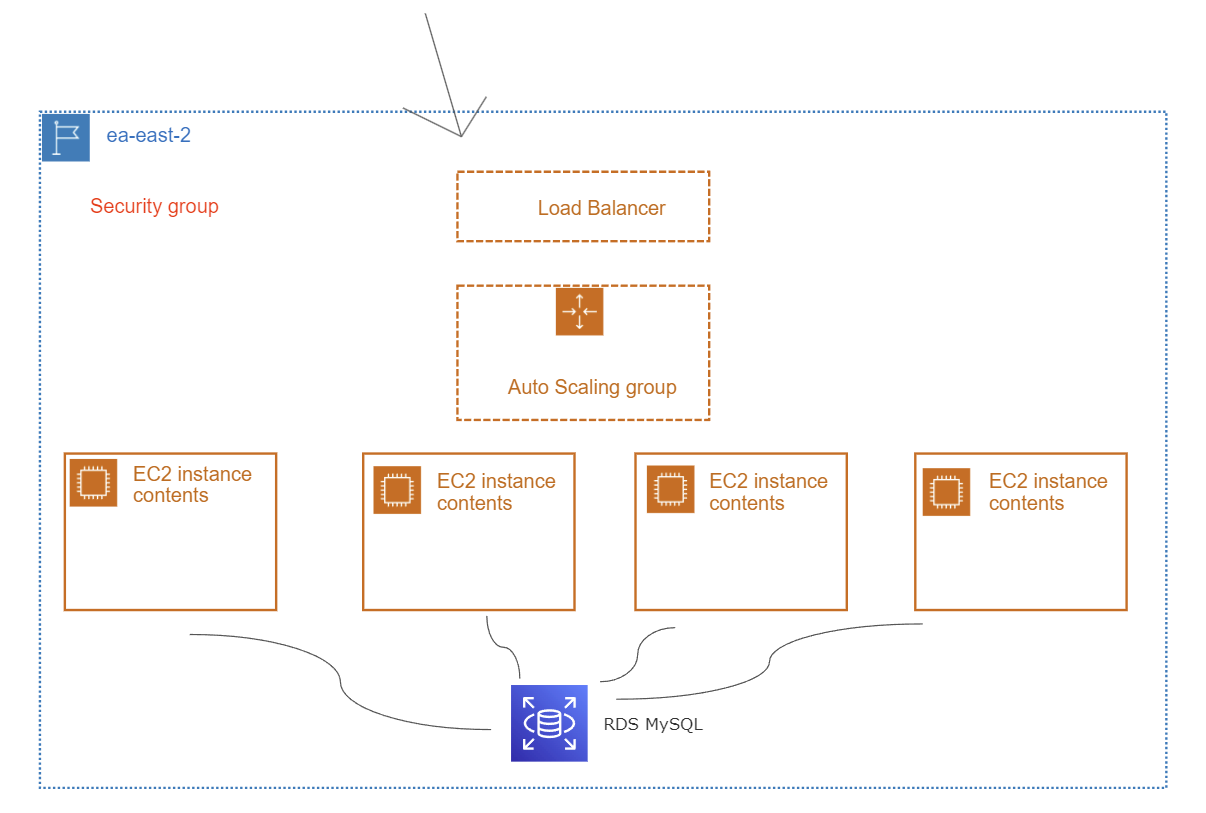 ea-east-2
Security group
Load Balancer
Auto Scaling group
EC2 instance
contents
EC2 instance
contents
EC2 instance
contents
EC2 instance
contents
RDS MySQL